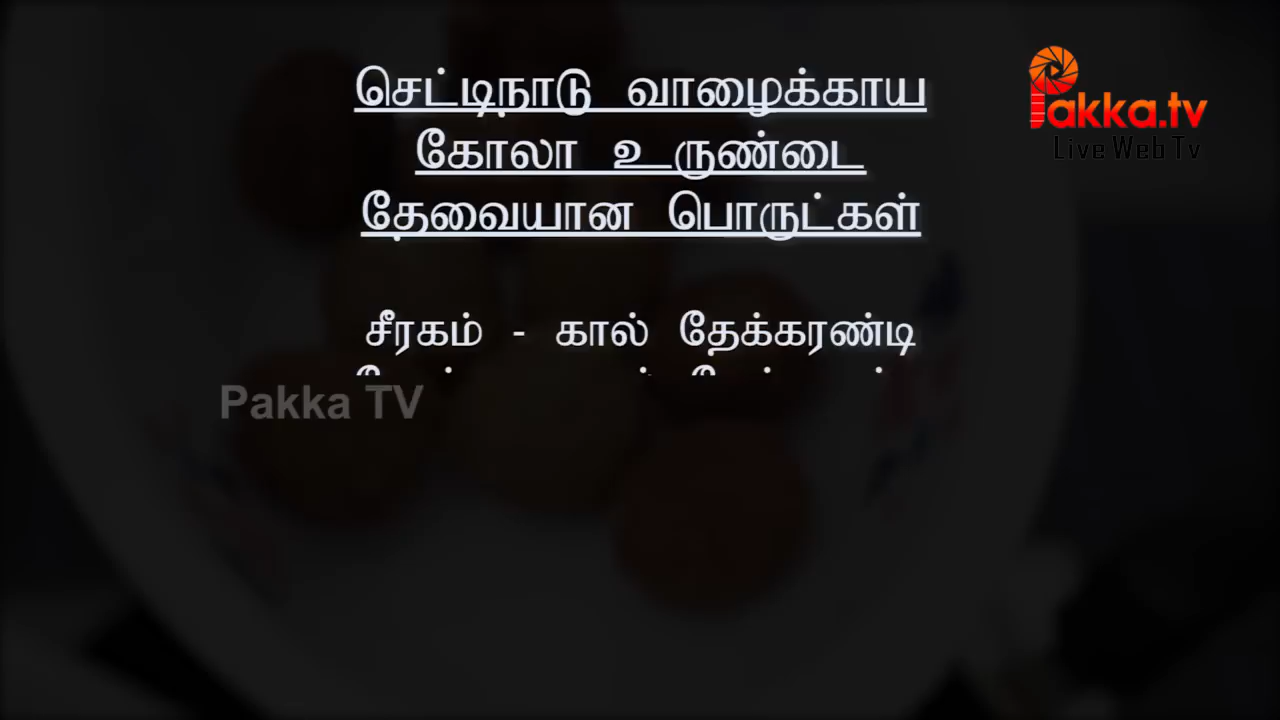 செட்டிநாடு வாழைக்காய
கோலா உருண்டை
தேவையான பொருட்கள்
சீரகம் - கால் தேக்கரண்டி
Pakka.tv
Live Web Tv
Pakka TV